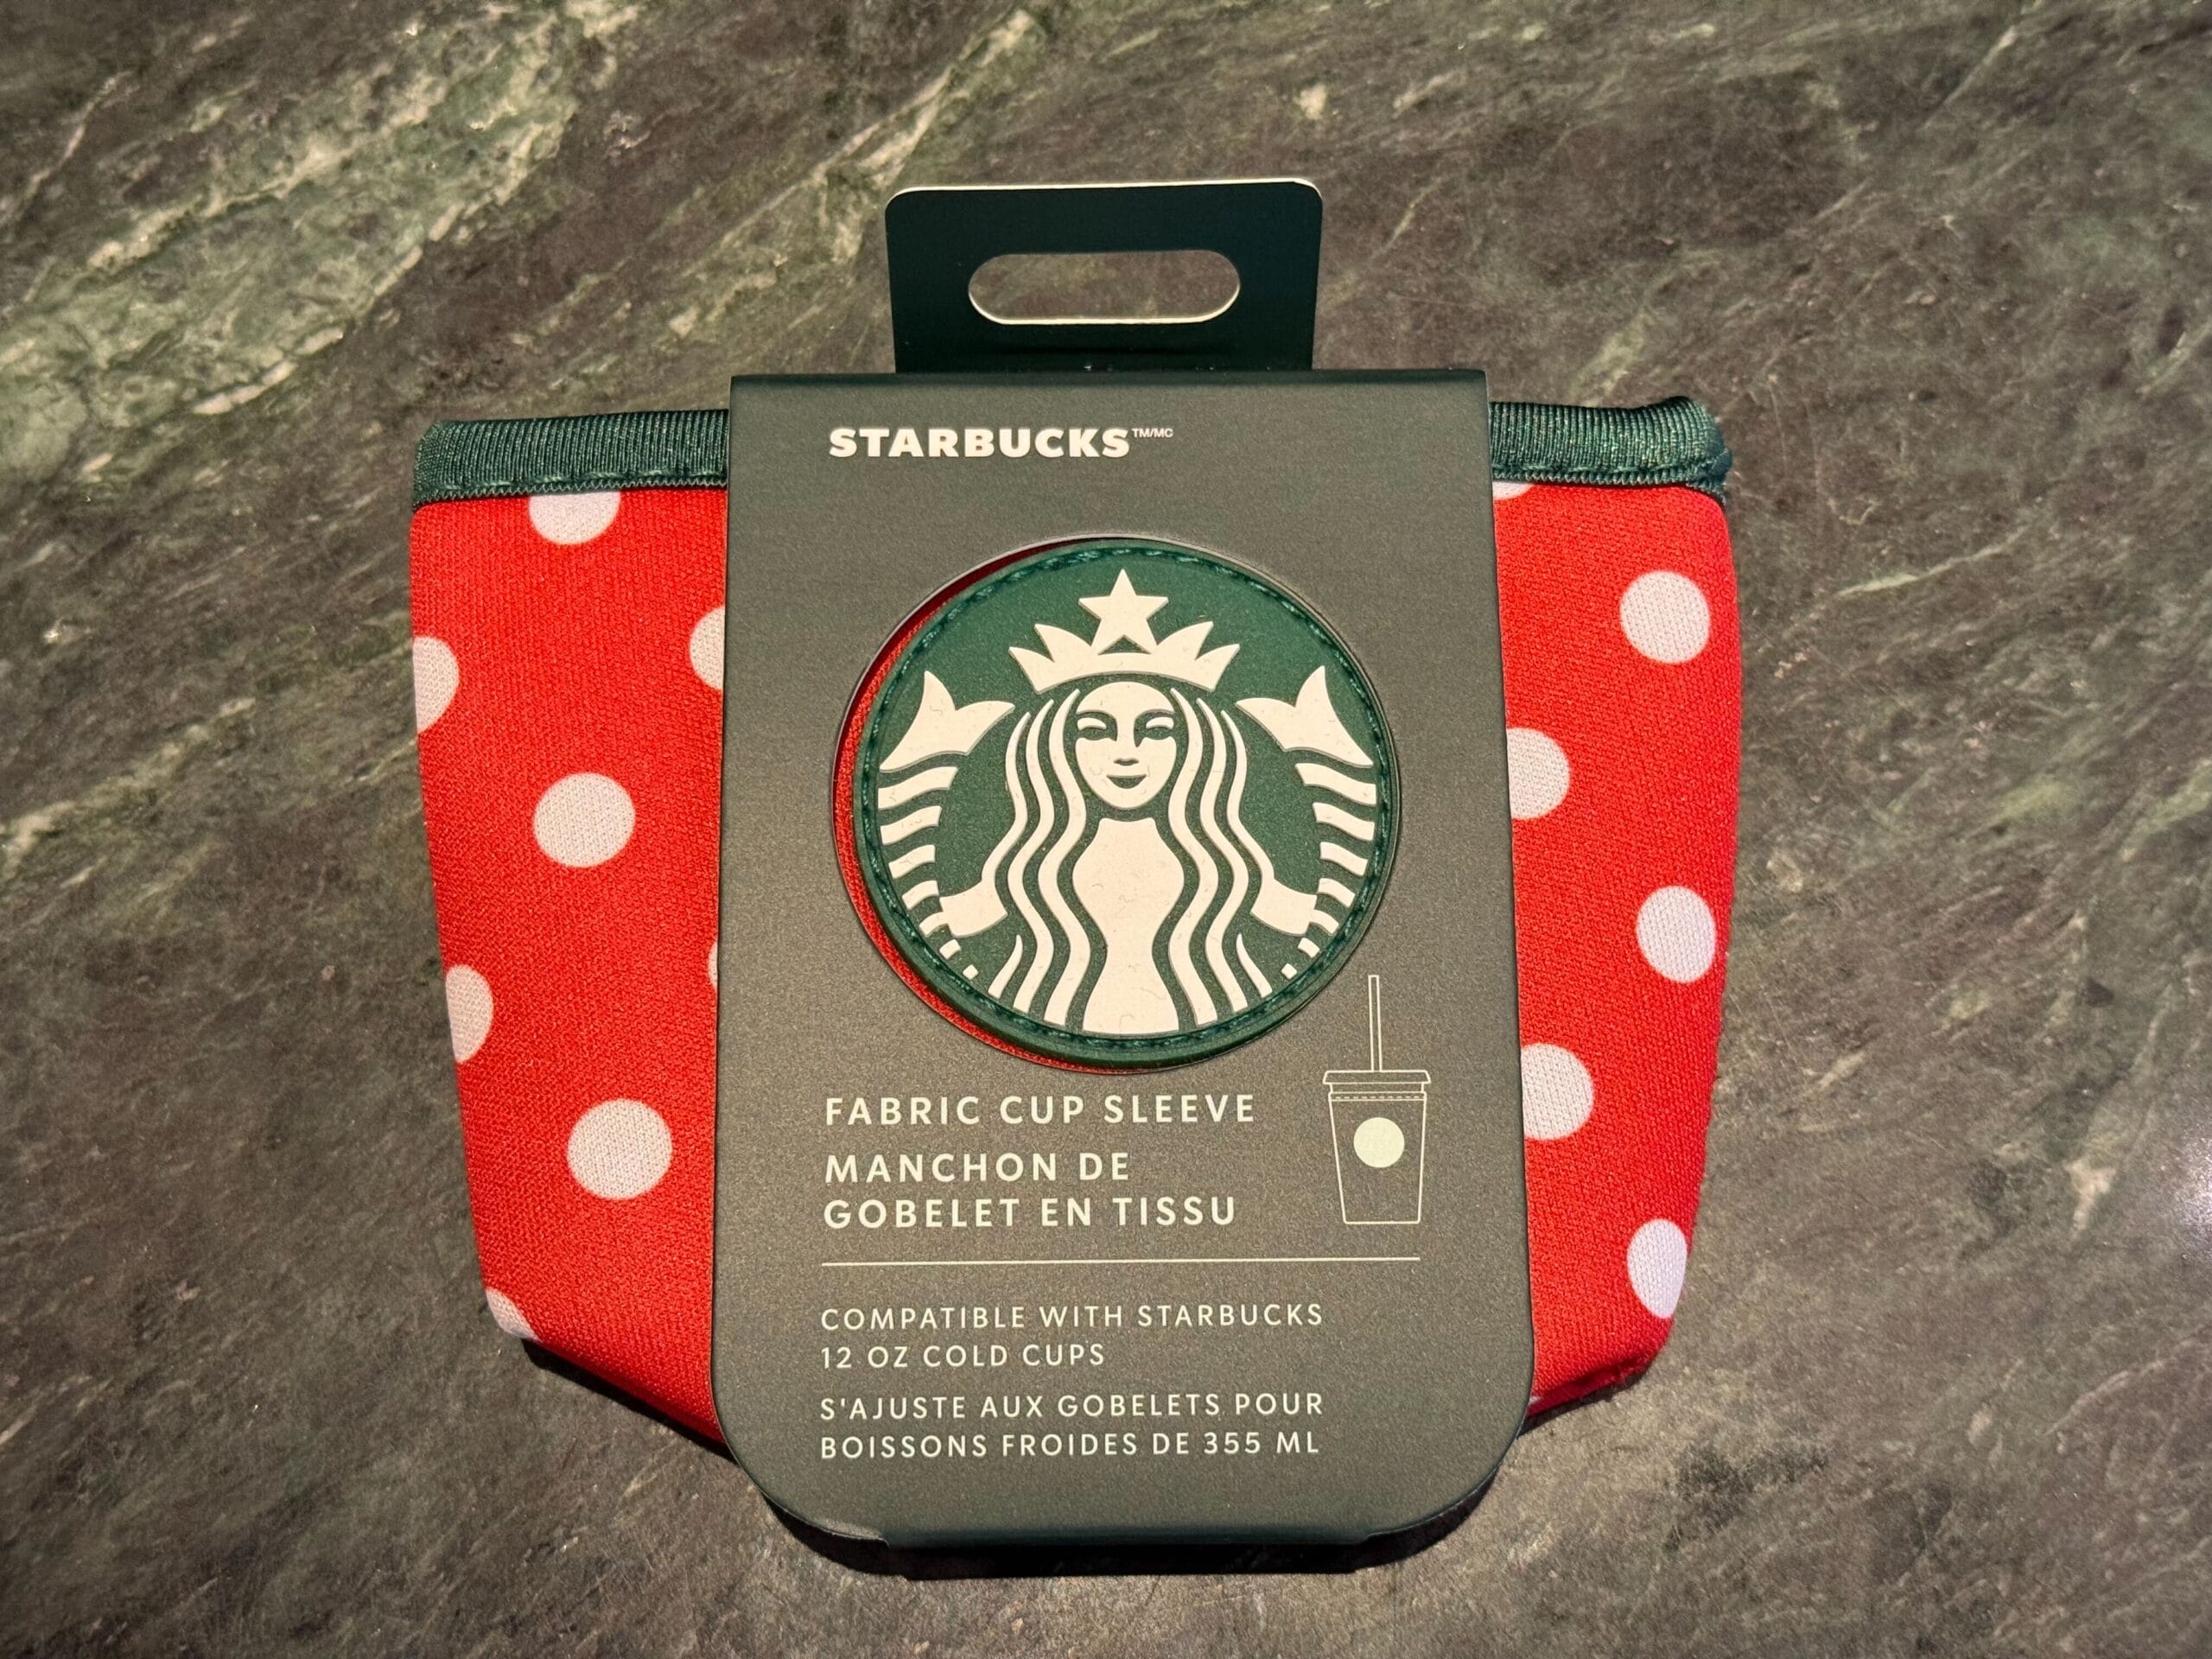 STARBUCKS™/MC
FABRIC CUP SLEEVE
MANCHON DE
GOBELET EN TISSU
COMPATIBLE WITH STARBUCKS
12 OZ COLD CUPS
S'AJUSTE AUX GOBELETS POUR
BOISSONS FROIDES DE 355 ML